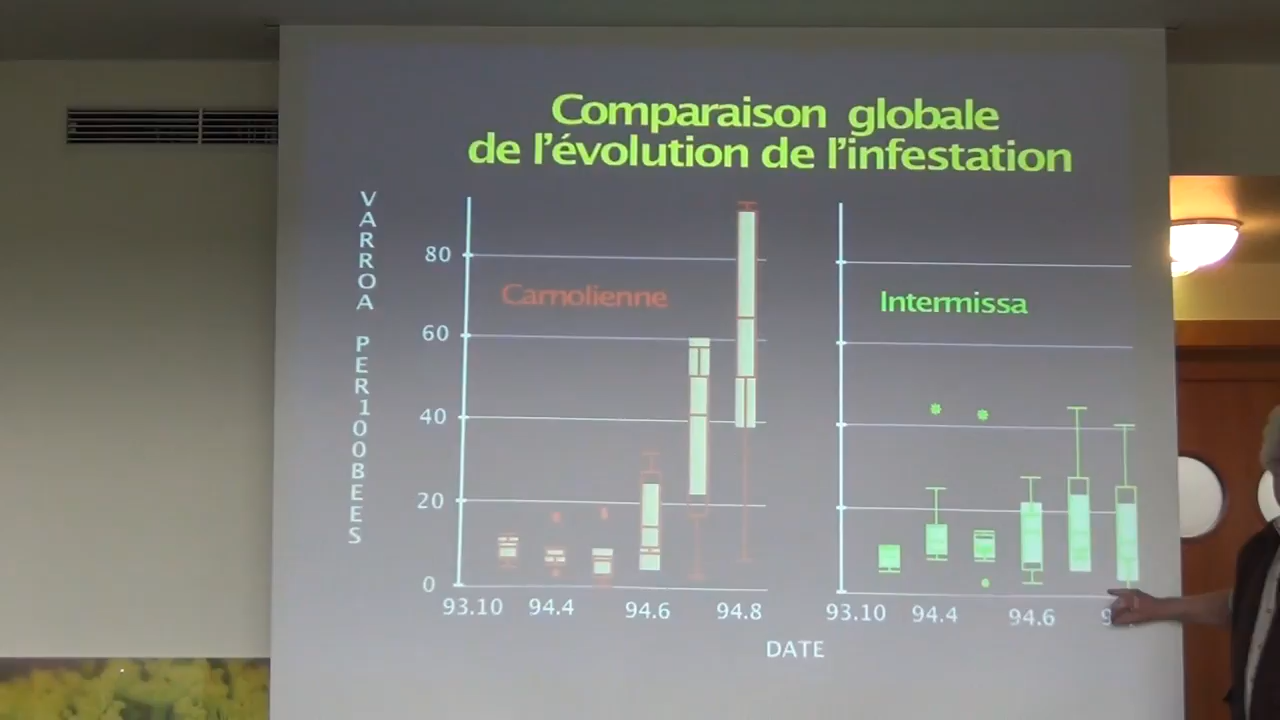 Comparaison globale
de l'évolution de l'infestation
VARROA PER100BEES
80
60
40
20
0
Carnolienne
Intermissa
93.10 94.4 94.6 94.8
93.10 94.4 94.6
DATE